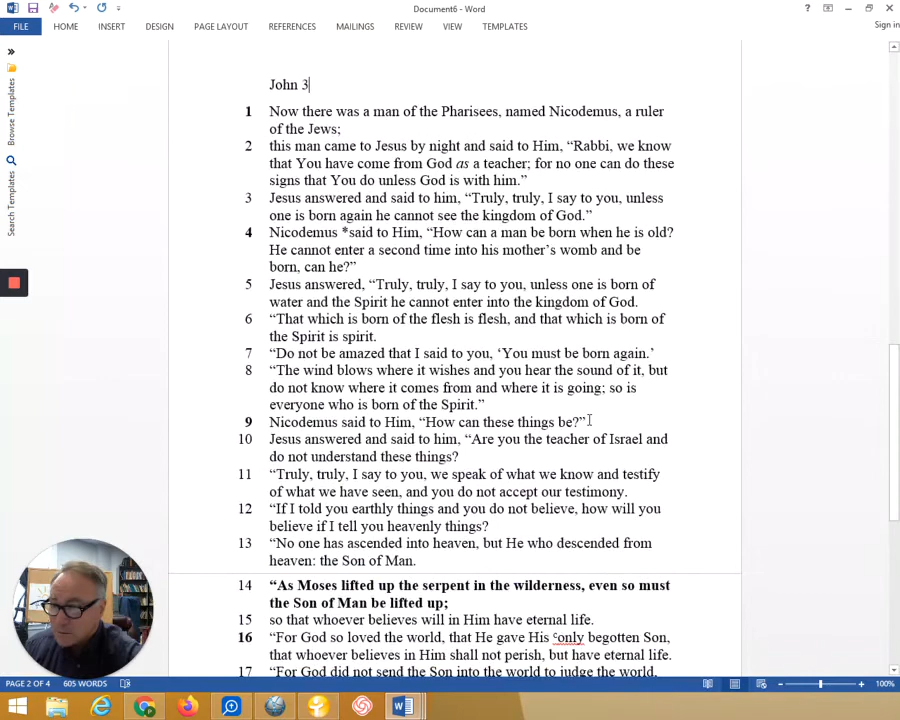 Document6 - Word
Sign in
FILE HOME INSERT DESIGN PAGE LAYOUT REFERENCES MAILINGS REVIEW VIEW TEMPLATES
Browse Templates
Search Templates
John 3
1 Now there was a man of the Pharisees, named Nicodemus, a ruler
of the Jews;
2 this man came to Jesus by night and said to Him, “Rabbi, we know
that You have come from God as a teacher; for no one can do these
signs that You do unless God is with him.”
3 Jesus answered and said to him, “Truly, truly, I say to you, unless
one is born again he cannot see the kingdom of God.”
4 Nicodemus *said to Him, “How can a man be born when he is old?
He cannot enter a second time into his mother’s womb and be
born, can he?”
5 Jesus answered, “Truly, truly, I say to you, unless one is born of
water and the Spirit he cannot enter into the kingdom of God.
6 “That which is born of the flesh is flesh, and that which is born of
the Spirit is spirit.
7 “Do not be amazed that I said to you, ‘You must be born again.’
8 “The wind blows where it wishes and you hear the sound of it, but
do not know where it comes from and where it is going; so is
everyone who is born of the Spirit.”
9 Nicodemus said to Him, “How can these things be?”
10 Jesus answered and said to him, “Are you the teacher of Israel and
do not understand these things?
11 “Truly, truly, I say to you, we speak of what we know and testify
of what we have seen, and you do not accept our testimony.
12 “If I told you earthly things and you do not believe, how will you
believe if I tell you heavenly things?
13 “No one has ascended into heaven, but He who descended from
heaven: the Son of Man.
14 “As Moses lifted up the serpent in the wilderness, even so must
the Son of Man be lifted up;
15 so that whoever believes will in Him have eternal life.
16 “For God so loved the world, that He gave His conly begotten Son,
that whoever believes in Him shall not perish, but have eternal life.
17 “For God did not send the Son into the world to judge the world,
PAGE 2 OF 4 605 WORDS
100%